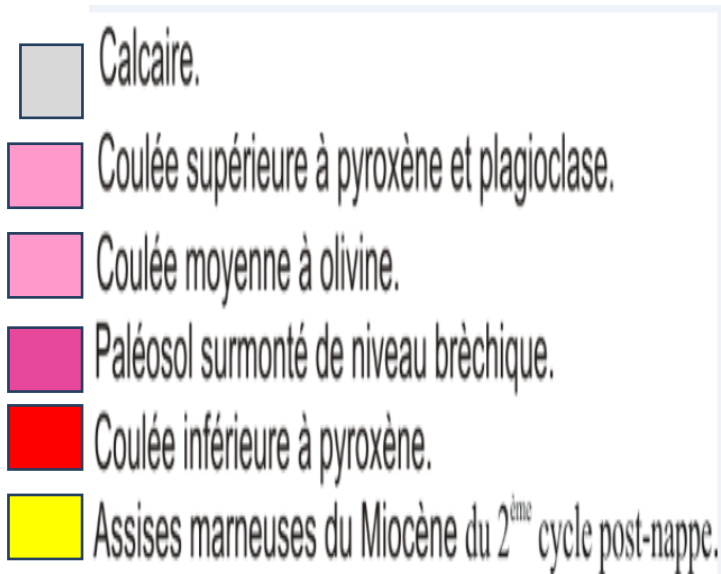 Calcaire.
Coulée supérieure à pyroxène et plagioclase.
Coulée moyenne à olivine.
Paléosol surmonté de niveau brèchique.
Coulée inférieure à pyroxène.
Assises marneuses du Miocène du 2ème cycle post-nappe.